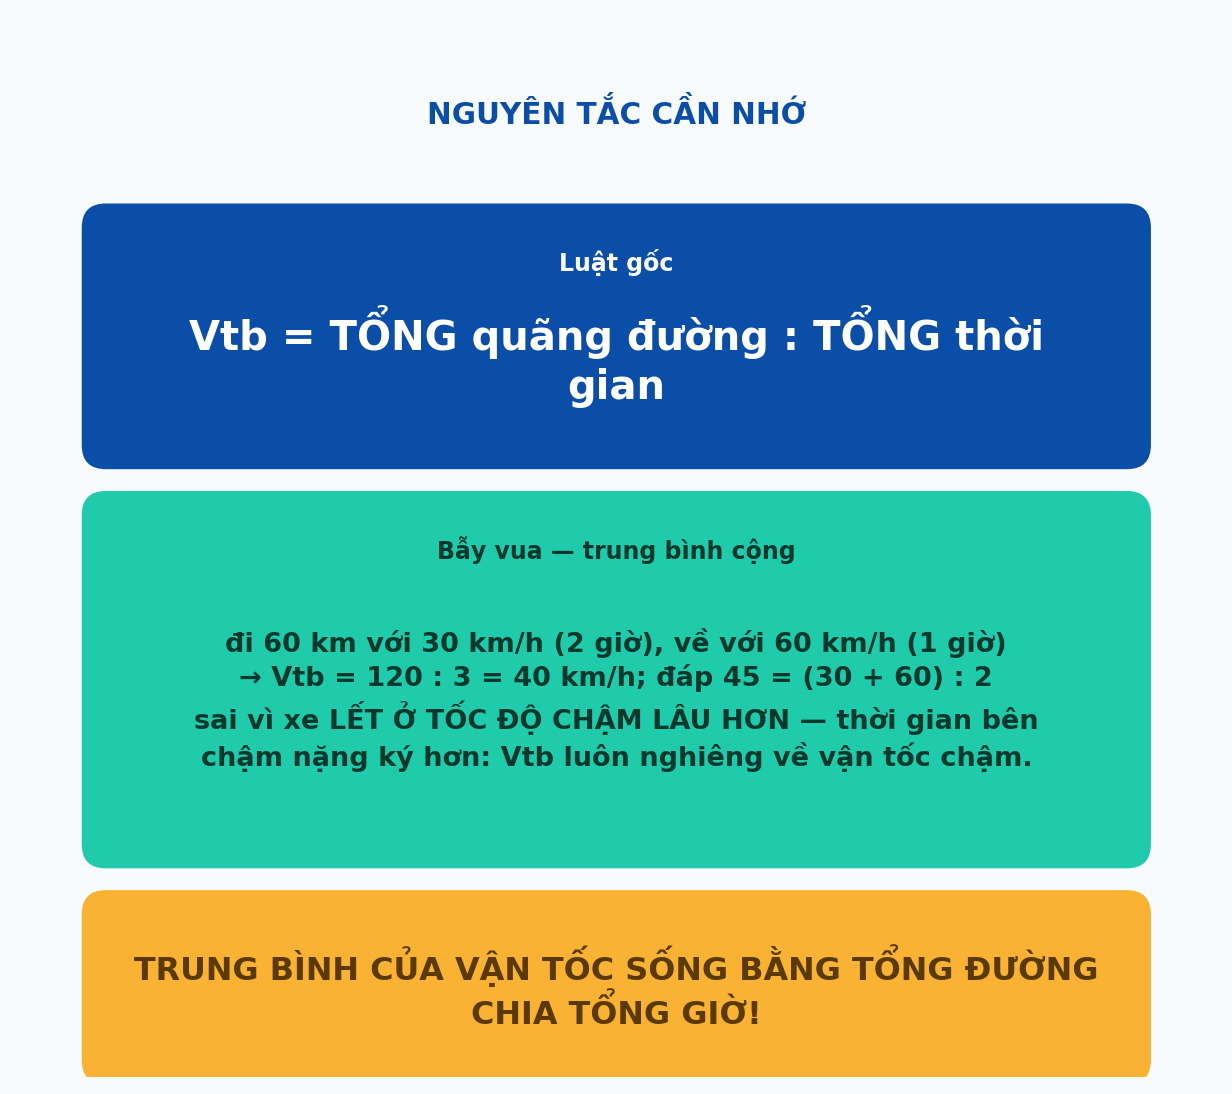 NGUYÊN TẮC CẦN NHỚ
Luật gốc
Vtb = TỔNG quãng đường : TỔNG thời
gian
Bẫy vua — trung bình cộng
đi 60 km với 30 km/h (2 giờ), về với 60 km/h (1 giờ)
→ Vtb = 120 : 3 = 40 km/h; đáp 45 = (30 + 60) : 2
sai vì xe LẾT Ở TỐC ĐỘ CHẬM LÂU HƠN — thời gian bên
chậm nặng ký hơn: Vtb luôn nghiêng về vận tốc chậm.
TRUNG BÌNH CỦA VẬN TỐC SỐNG BẰNG TỔNG ĐƯỜNG
CHIA TỔNG GIỜ!